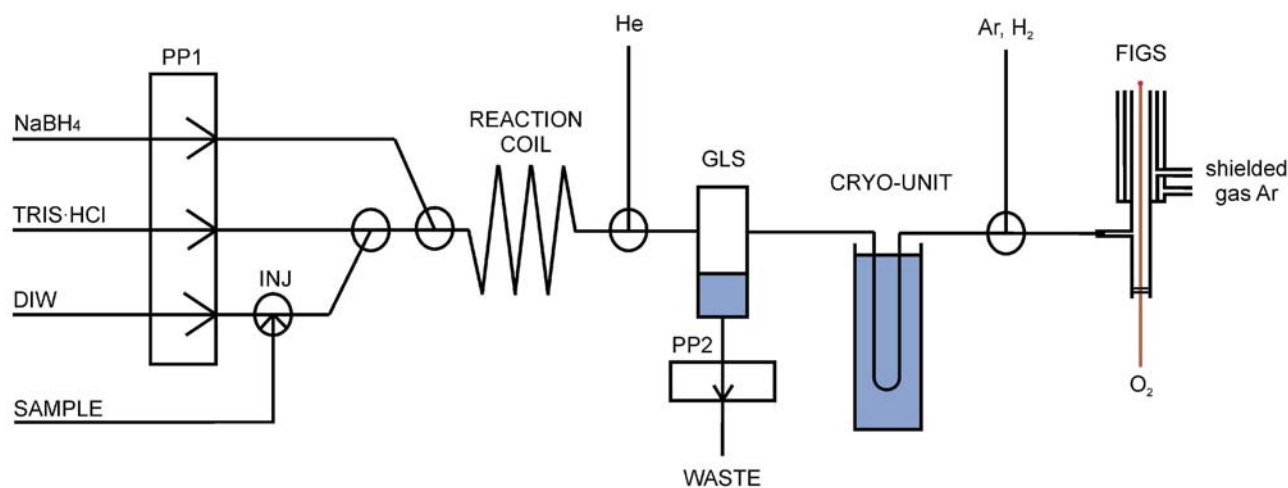 He
Ar, H₂
PP1
FIGS
NaBH₄
REACTION
COIL
GLS
CRYO-UNIT
shielded
gas Ar
TRIS·HCl
INJ
DIW
PP2
SAMPLE
O₂
WASTE